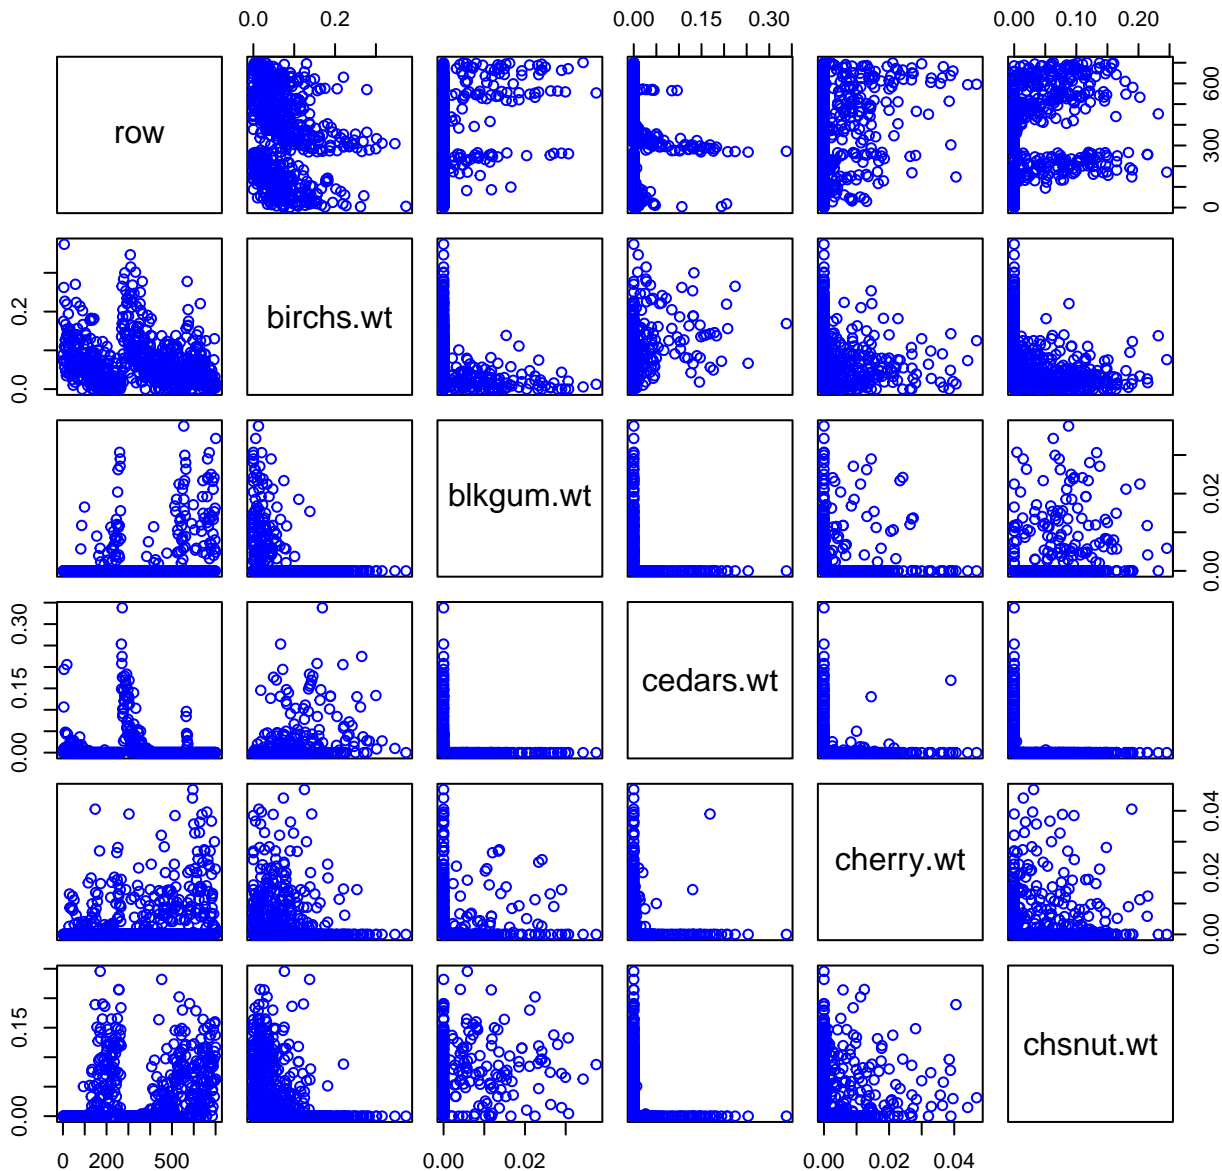 0.0 0.2 0.00 0.15 0.30 0.00 0.10 0.20
row 0 300 600
0.0 0.2 birchs.wt
blkgum.wt 0.00 0.02
0.00 0.15 0.30 cedars.wt
cherry.wt 0.00 0.02 0.04
0.00 0.15 chsnut.wt
0 200 500 0.00 0.02 0.00 0.02 0.04